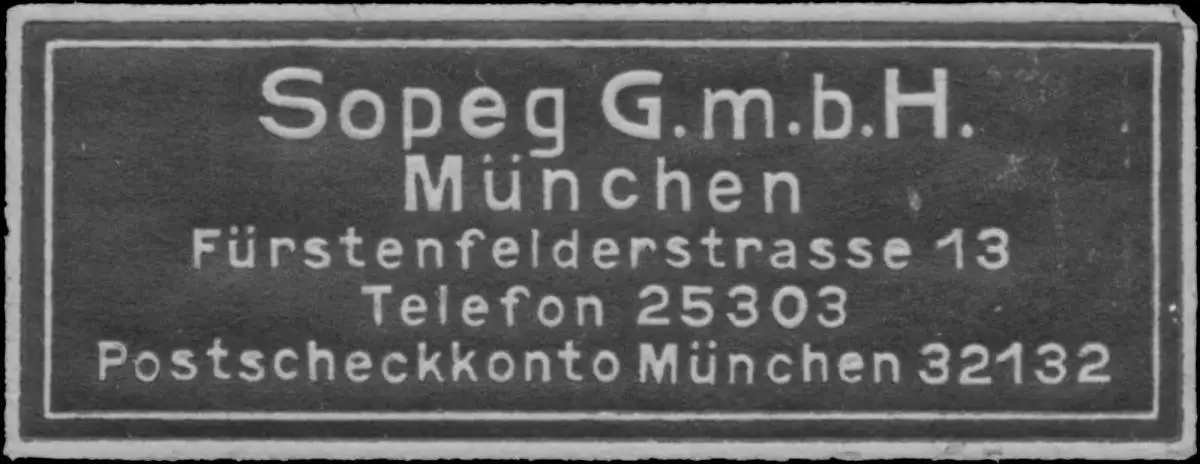 Sopeg G.m.b.H.
München
Fürstenfelderstrasse 13
Telefon 25303
Postscheckkonto München 32132